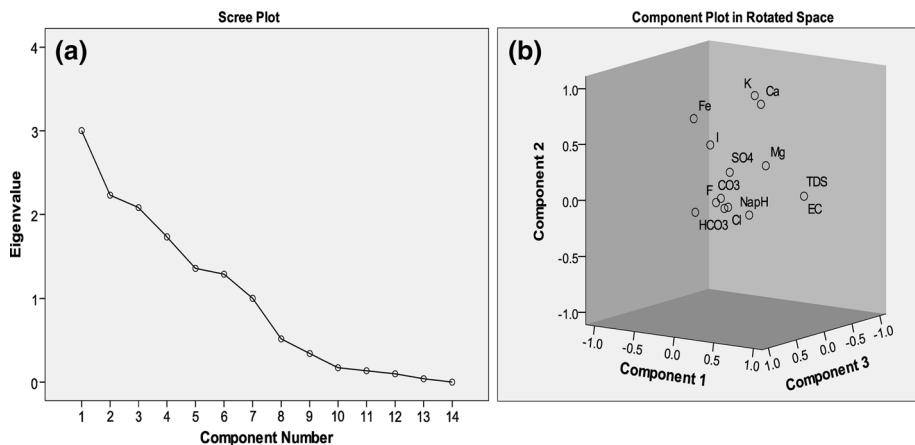 Scree Plot
(a)
Eigenvalue
4
3
2
1
0
1 2 3 4 5 6 7 8 9 10 11 12 13 14
Component Number
Component Plot in Rotated Space
(b)
Component 2
1.0
0.5
0.0
-0.5
-1.0
K
Ca
Fe
I
SO4
Mg
F
CO3
TDS
NapH
EC
HCO3
Cl
-1.0 -0.5 0.0 0.5 1.0
Component 1
1.0 0.5 0.0 -0.5 -1.0
Component 3